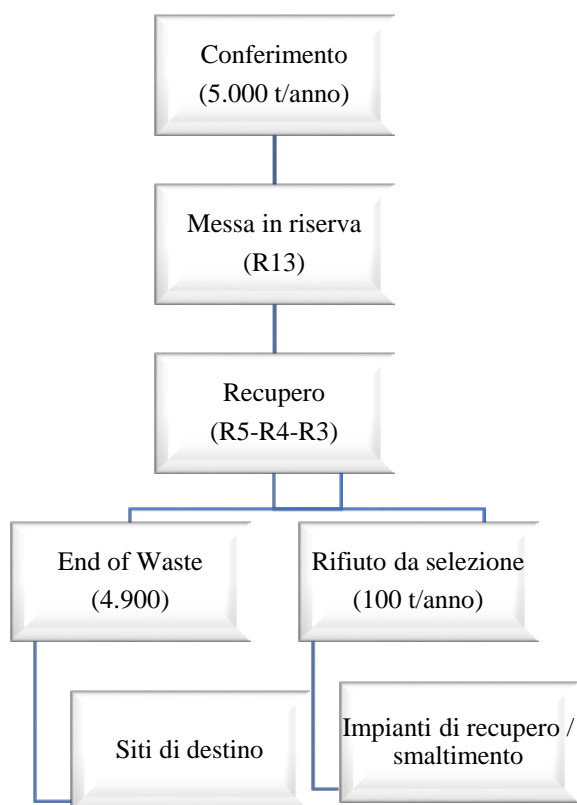 Conferimento
(5.000 t/anno)
Messa in riserva
(R13)
Recupero
(R5-R4-R3)
End of Waste
(4.900)
Rifiuto da selezione
(100 t/anno)
Siti di destino
Impianti di recupero /
smaltimento